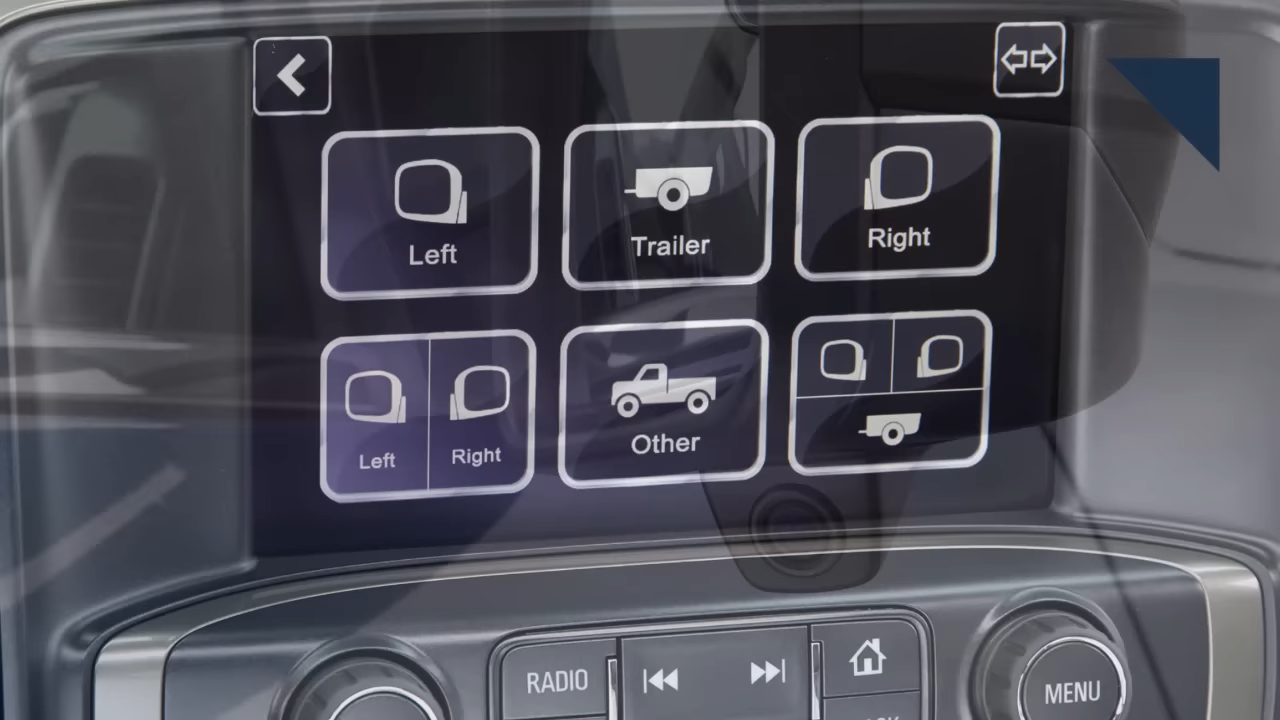 Left
Trailer
Right
Left
Right
Other
RADIO
MENU